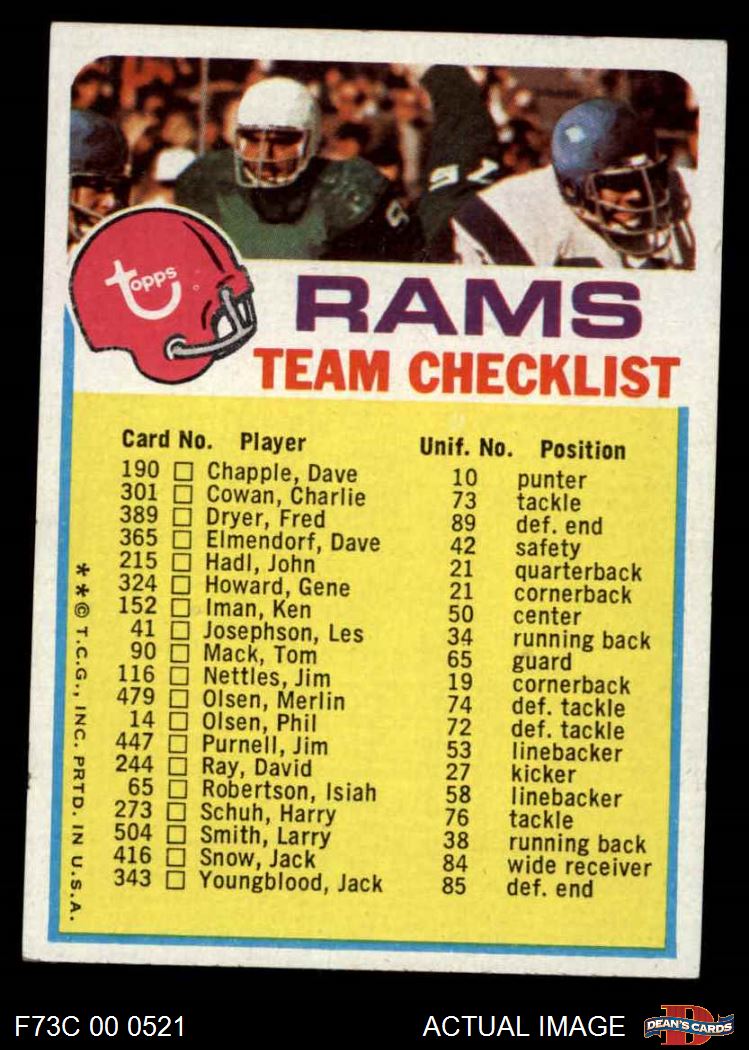 topps
RAMS
TEAM CHECKLIST
Card No. Player Unif. No. Position
190 Chapple, Dave 10 punter
301 Cowan, Charlie 73 tackle
389 Dryer, Fred 89 def. end
365 Elmendorf, Dave 42 safety
215 Hadl, John 21 quarterback
324 Howard, Gene 21 cornerback
152 Iman, Ken 50 center
41 Josephson, Les 34 running back
90 Mack, Tom 65 guard
116 Nettles, Jim 19 cornerback
479 Olsen, Merlin 74 def. tackle
14 Olsen, Phil 72 def. tackle
447 Purnell, Jim 53 linebacker
244 Ray, David 27 kicker
65 Robertson, Isiah 58 linebacker
273 Schuh, Harry 76 tackle
504 Smith, Larry 38 running back
416 Snow, Jack 84 wide receiver
343 Youngblood, Jack 85 def. end
**© T.C.G., INC. PRTD. IN U.S.A.
F73C 00 0521 ACTUAL IMAGE
D
DEAN'S CARDS